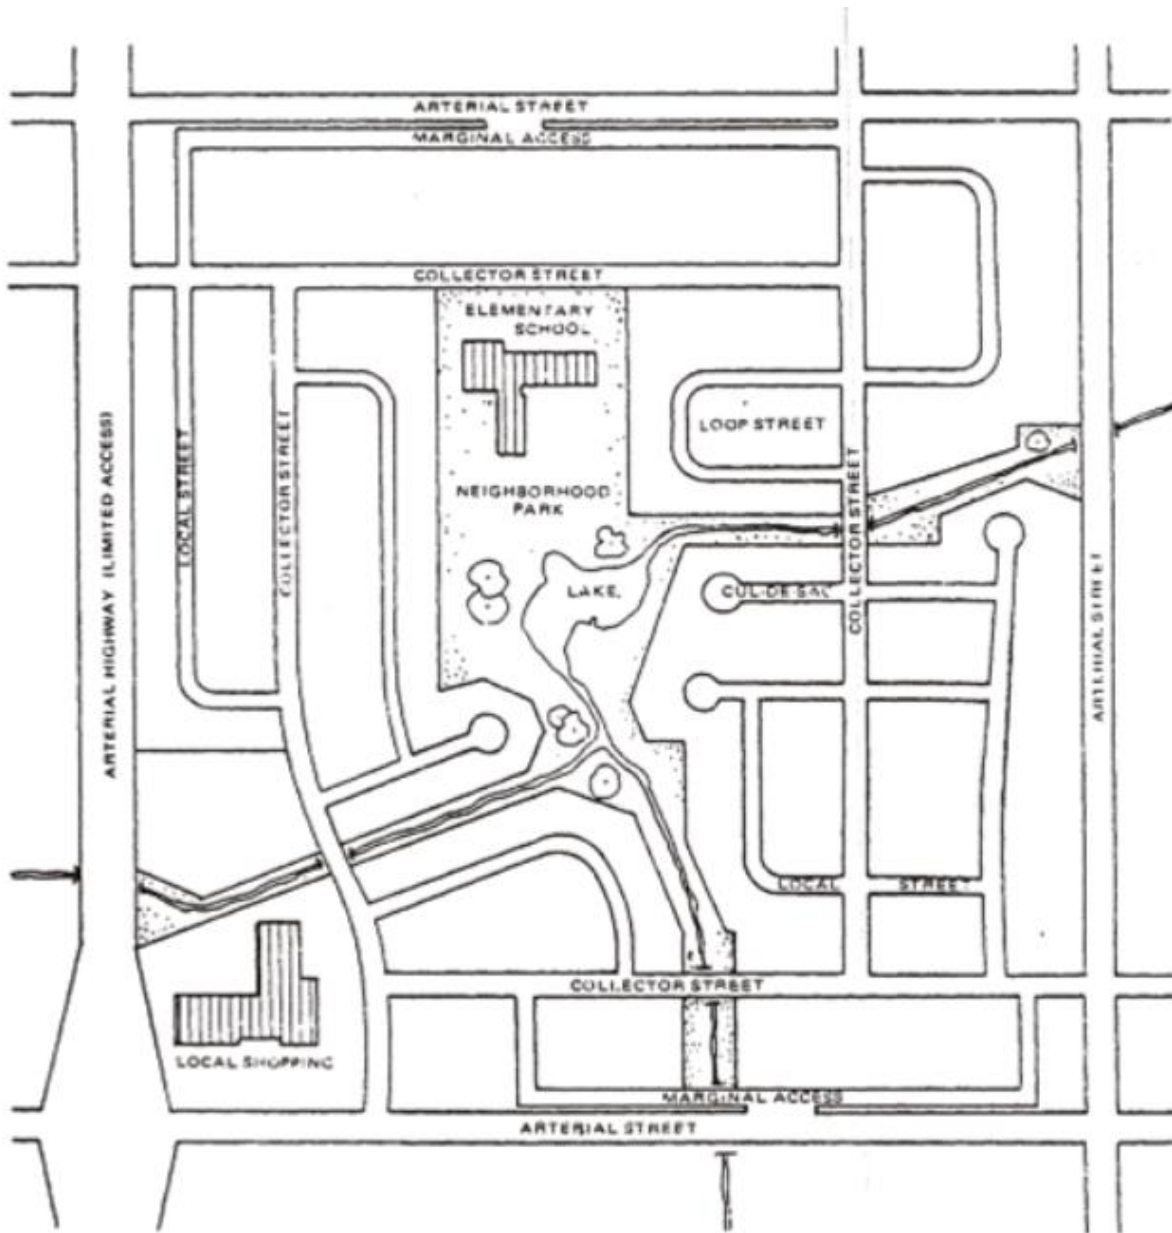 ARTERIAL STREET
MARGINAL ACCESS
COLLECTOR STREET
ELEMENTARY
SCHOOL
ARTERIAL HIGHWAY (LIMITED ACCESS)
LOCAL STREET
COLLECTOR STREET
LOOP STREET
NEIGHBORHOOD
PARK
COLLECTOR STREET
LAKE
CUL-DE-SAC
ARTERIAL STREET
LOCAL STREET
COLLECTOR STREET
LOCAL SHOPPING
MARGINAL ACCESS
ARTERIAL STREET